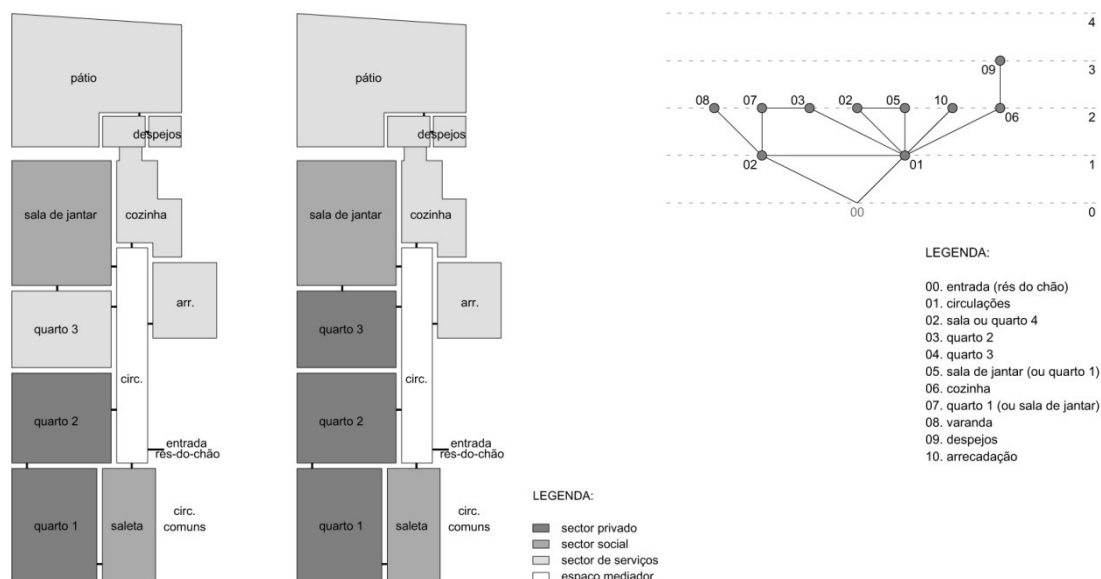 pátio
despejos
sala de jantar
cozinha
quarto 3
arr.
quarto 2
circ.
entrada
rés-do-chão
quarto 1
saleta
circ.
comuns
pátio
despejos
sala de jantar
cozinha
quarto 3
arr.
quarto 2
circ.
entrada
rés-do-chão
quarto 1
saleta
circ.
comuns
LEGENDA:
sector privado
sector social
sector de serviços
espaço mediador
4
09
3
08 07 03 02 05 10
06
2
02 01
1
00
0
LEGENDA:
00. entrada (rés do chão)
01. circulações
02. sala ou quarto 4
03. quarto 2
04. quarto 3
05. sala de jantar (ou quarto 1)
06. cozinha
07. quarto 1 (ou sala de jantar)
08. varanda
09. despejos
10. arrecadação